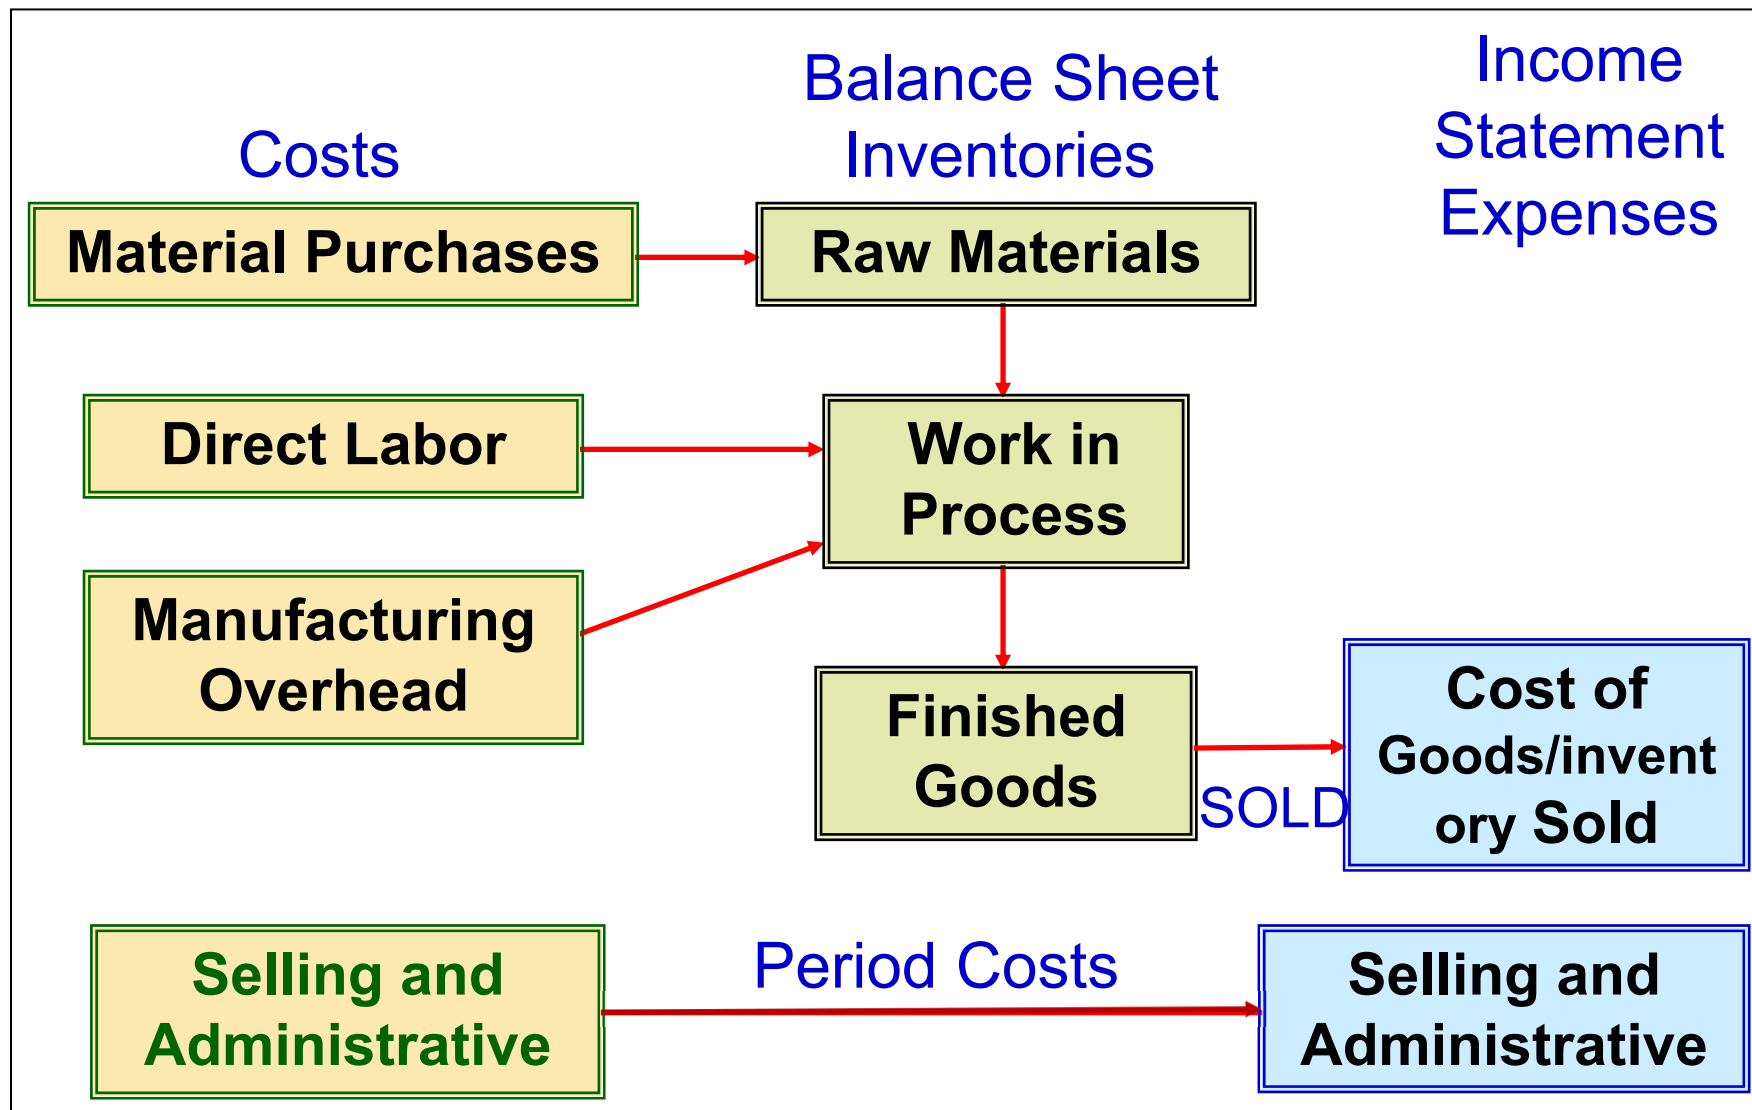 Costs
Balance Sheet
Inventories
Income
Statement
Expenses
Material Purchases
Raw Materials
Direct Labor
Work in
Process
Manufacturing
Overhead
Finished
Goods
SOLD
Cost of
Goods/invent
ory Sold
Selling and
Administrative
Period Costs
Selling and
Administrative